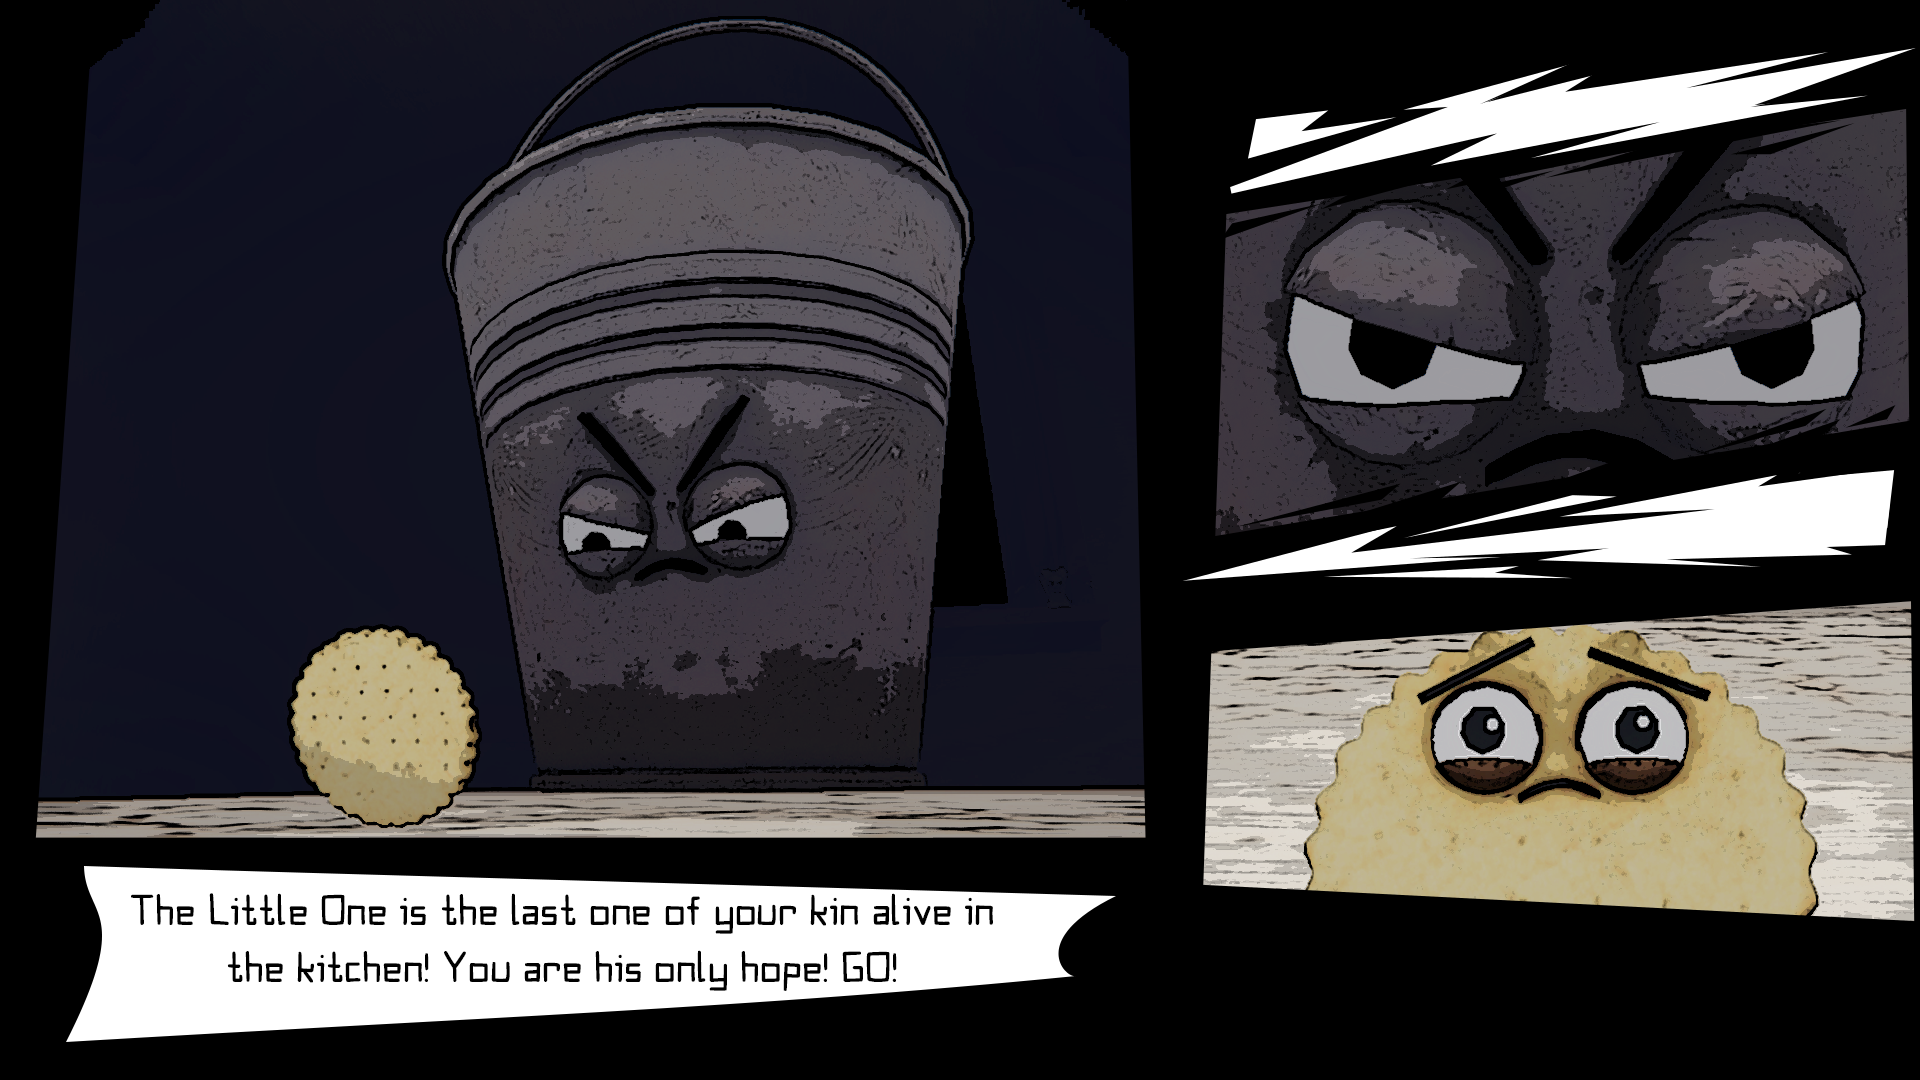 The Little One is the last one of your kin alive in
the kitchen! You are his only hope! GO!